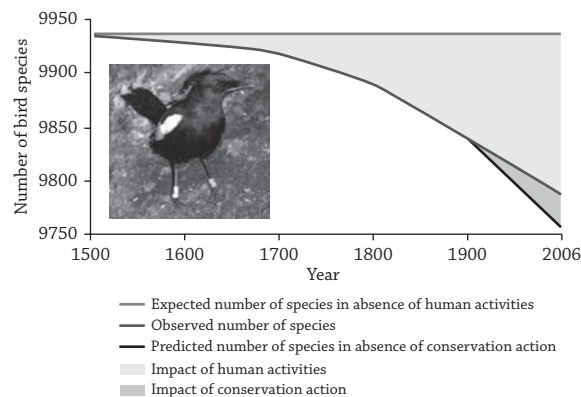 9950
9900
9850
9800
9750
Number of bird species
1500
1600
1700
1800
1900
2006
Year
Expected number of species in absence of human activities
Observed number of species
Predicted number of species in absence of conservation action
Impact of human activities
Impact of conservation action